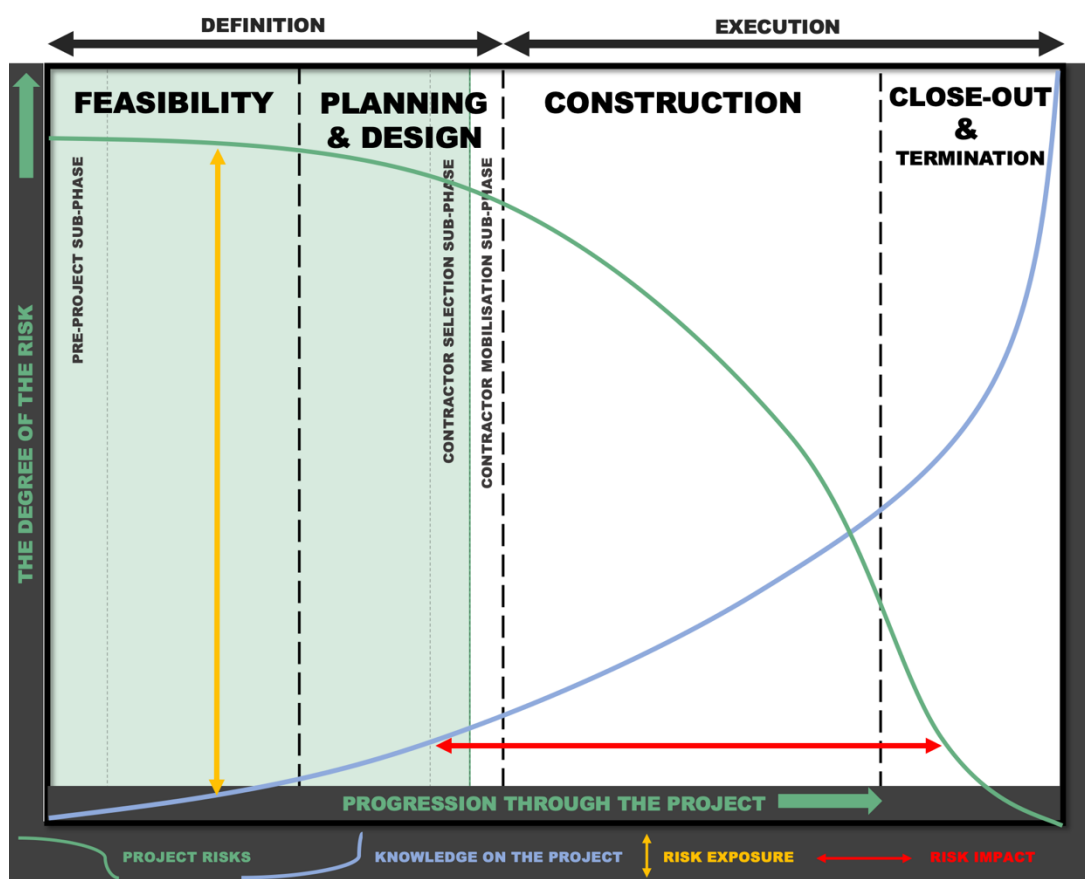 DEFINITION
EXECUTION
FEASIBILITY
PLANNING
& DESIGN
CONSTRUCTION
CLOSE-OUT
&
TERMINATION
PRE-PROJECT SUB-PHASE
CONTRACTOR SELECTION SUB-PHASE
CONTRACTOR MOBILISATION SUB-PHASE
THE DEGREE OF THE RISK
PROGRESSION THROUGH THE PROJECT
PROJECT RISKS
KNOWLEDGE ON THE PROJECT
RISK EXPOSURE
RISK IMPACT